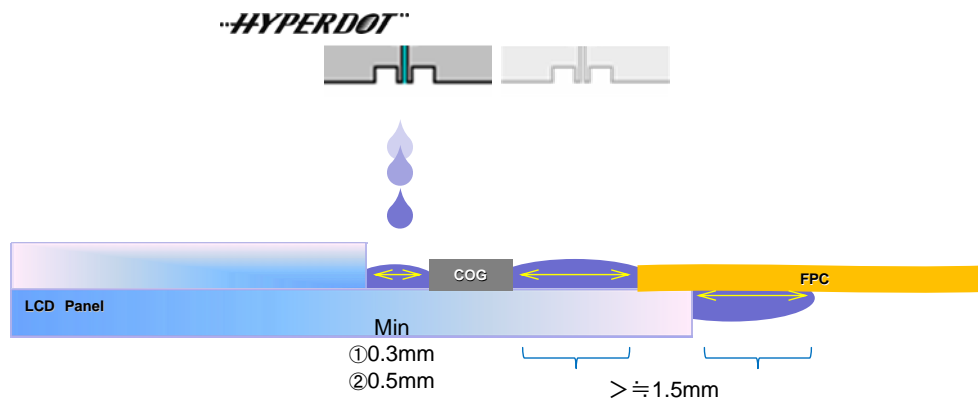 "HYPERDOT"
COG
FPC
LCD Panel
Min
①0.3mm
②0.5mm
＞≒1.5mm